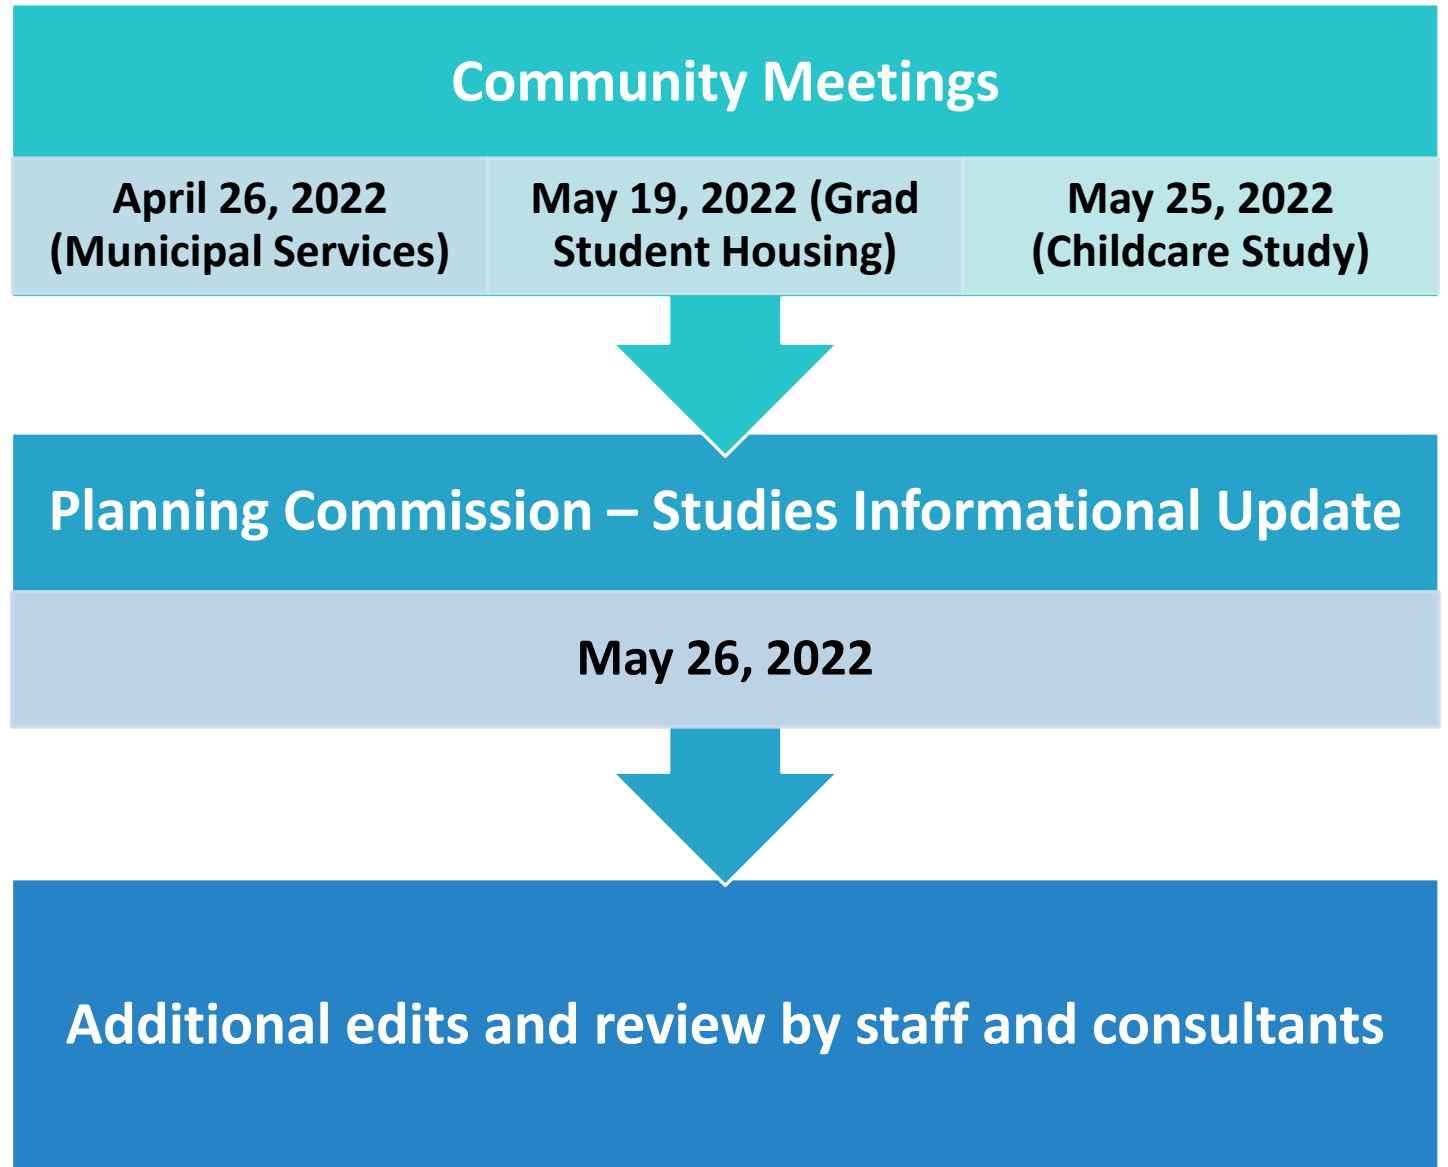 Community Meetings
April 26, 2022
(Municipal Services)
May 19, 2022 (Grad
Student Housing)
May 25, 2022
(Childcare Study)
Planning Commission – Studies Informational Update
May 26, 2022
Additional edits and review by staff and consultants